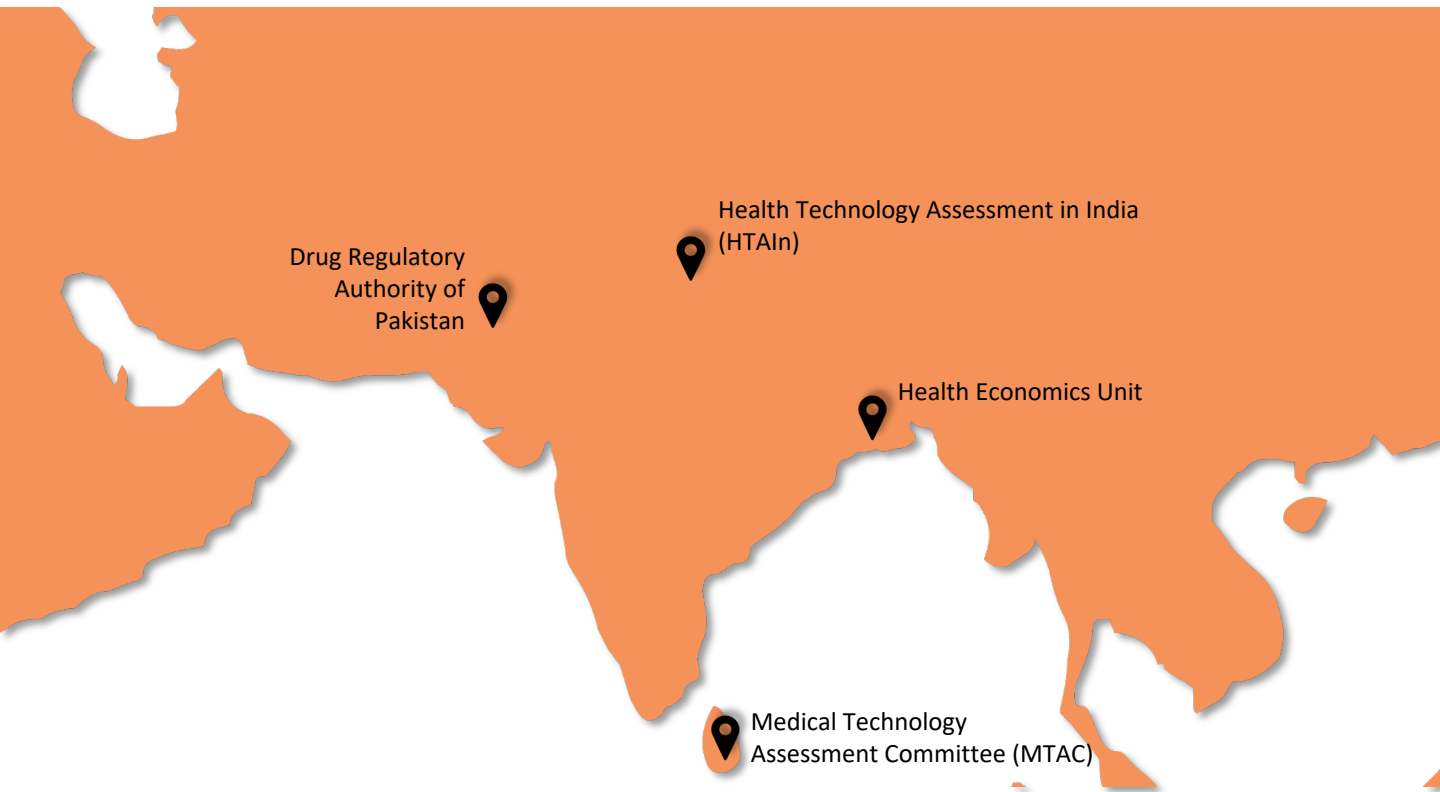 Health Technology Assessment in India
(HTAIn)
Drug Regulatory
Authority of
Pakistan
Health Economics Unit
Medical Technology
Assessment Committee (MTAC)